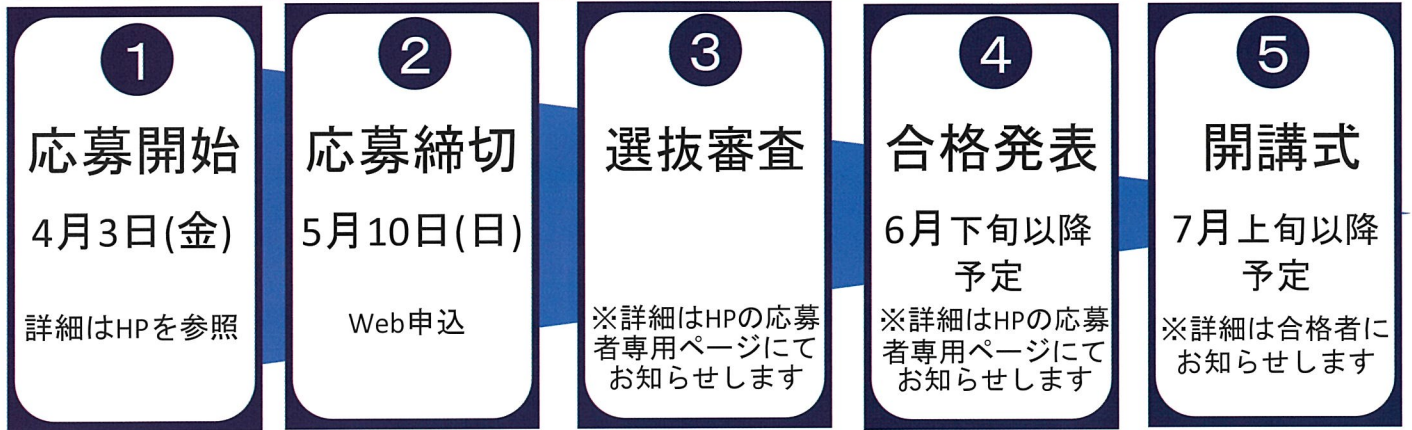 1
応募開始
4月3日(金)
詳細はHPを参照
2
応募締切
5月10日(日)
Web申込
3
選抜審査
※詳細はHPの応募
者専用ページにて
お知らせします
4
合格発表
6月下旬以降
予定
※詳細はHPの応募
者専用ページにて
お知らせします
5
開講式
7月上旬以降
予定
※詳細は合格者に
お知らせします